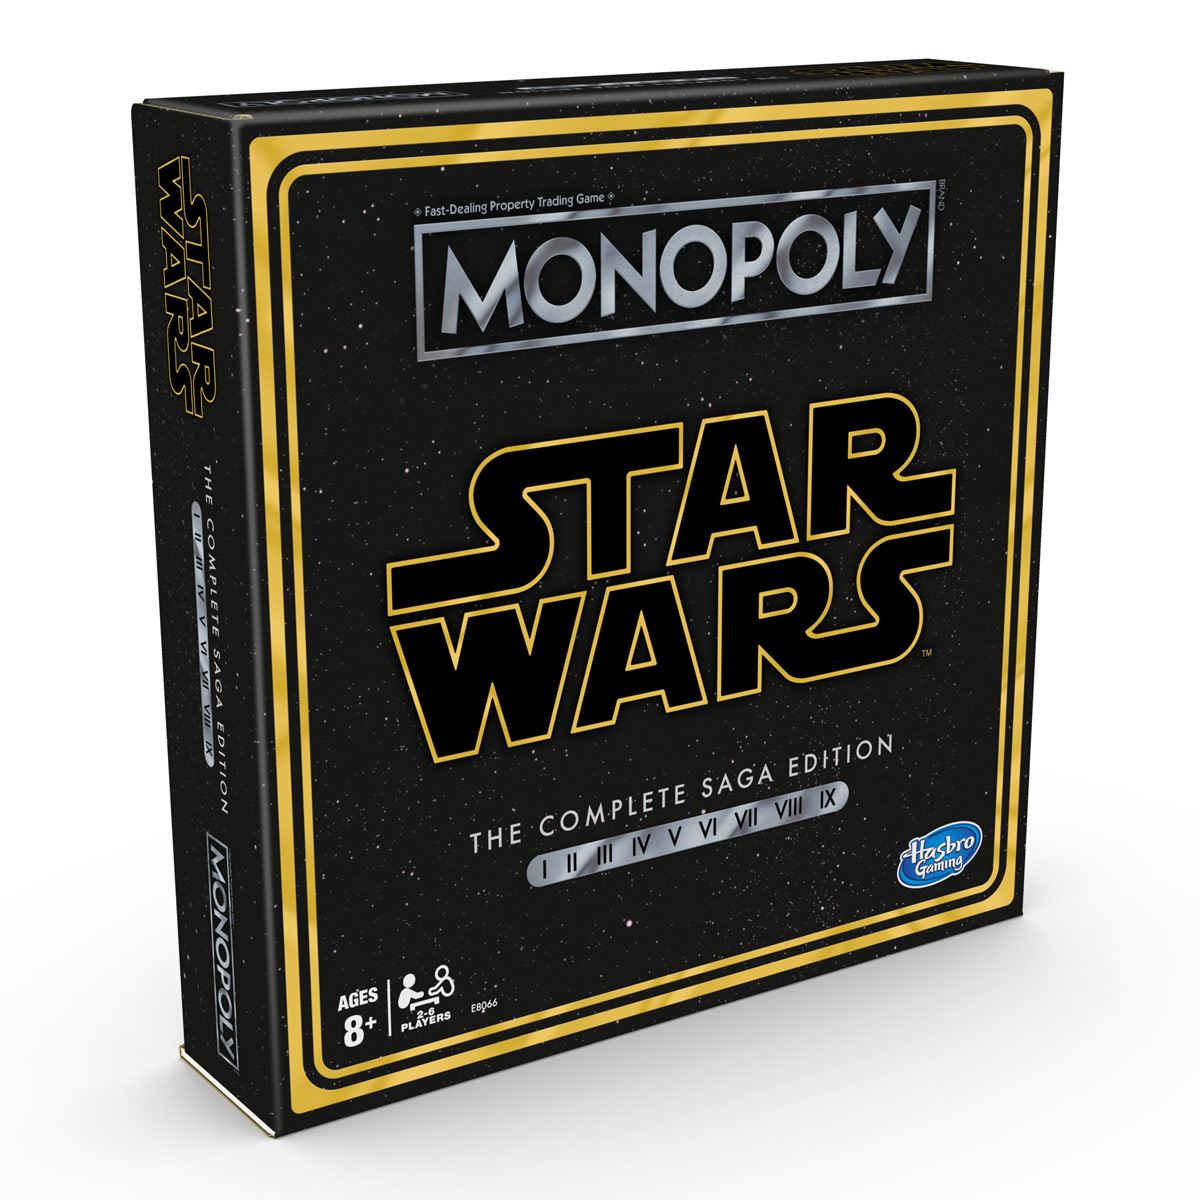 MONOPOLY
STAR
WARS
THE COMPLETE SAGA EDITION
I II III IV V VI VII VIII IX
MONOPOLY
Fast-Dealing Property Trading Game
MONOPOLY
BRAND
STAR
WARS
TM
THE COMPLETE SAGA EDITION
I II III IV V VI VII VIII IX
Hasbro
Gaming
AGES
8+
2-6
PLAYERS
E8066